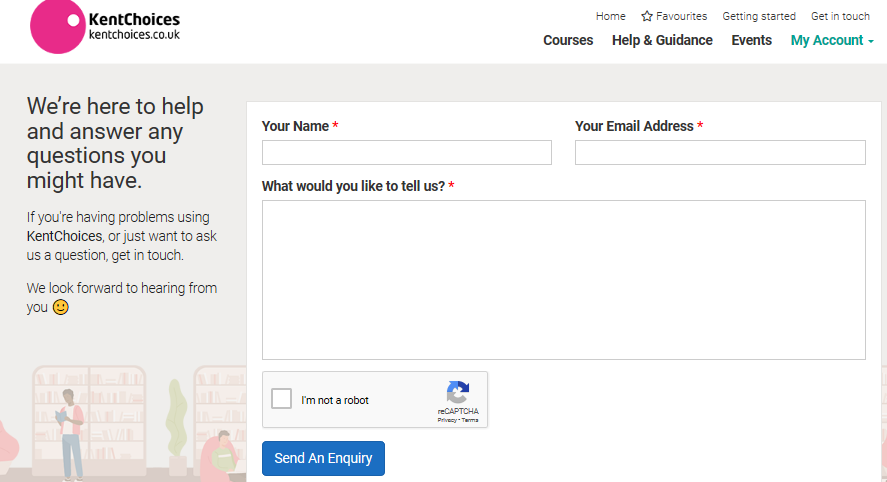 KentChoices
kentchoices.co.uk
Home Favourites Getting started Get in touch
Courses Help & Guidance Events My Account
We’re here to help
and answer any
questions you
might have.
If you're having problems using
KentChoices, or just want to ask
us a question, get in touch.
We look forward to hearing from
you
Your Name * Your Email Address *
What would you like to tell us? *
I'm not a robot
reCAPTCHA
Privacy - Terms
Send An Enquiry